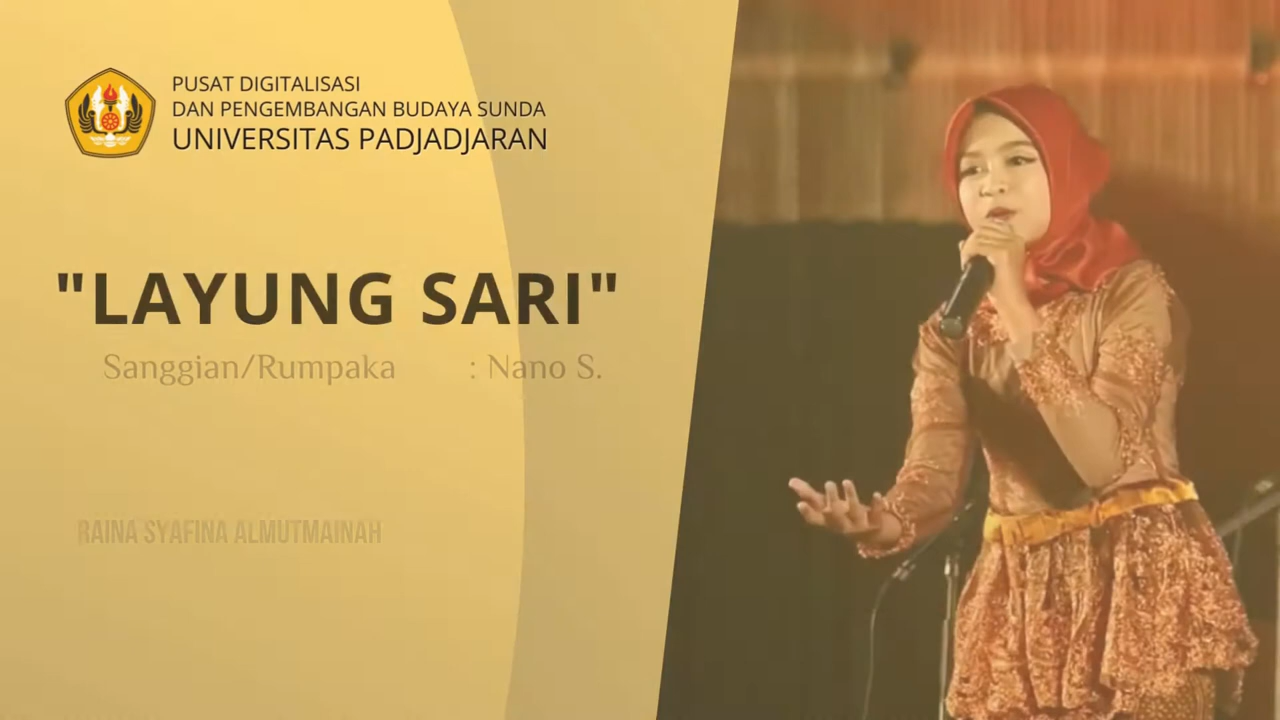 PUSAT DIGITALISASI
DAN PENGEMBANGAN BUDAYA SUNDA
UNIVERSITAS PADJADJARAN
"LAYUNG SARI"
Sanggian/Rumpaka : Nano S.
RAINA SYAFINA ALMUTMAINAH